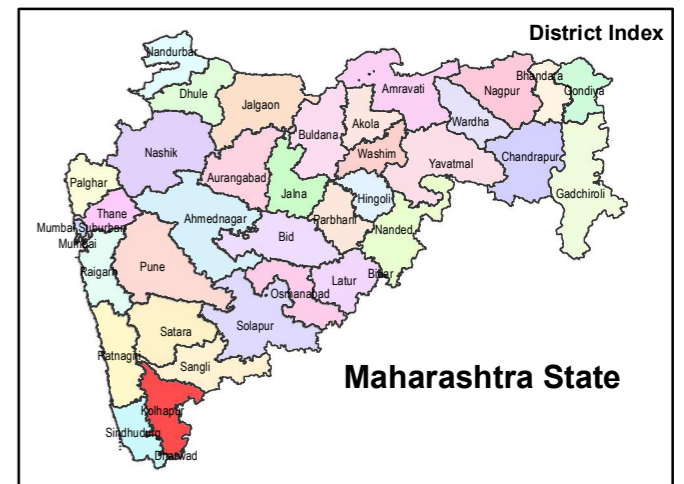 District Index
Nandurbar
Dhule
Jalgaon
Amravati
Nagpur
Bhandara
Gondiya
Buldana
Akola
Wardha
Nashik
Washim
Yavatmal
Chandrapur
Aurangabad
Palghar
Jalna
Hingoli
Gadchiroli
Thane
Ahmednagar
Parbhani
Mumbai Suburban
Mumbai
Bid
Nanded
Raigarh
Pune
Latur
Bidar
Osmanabad
Satara
Solapur
Ratnagiri
Sangli
Maharashtra State
Kolhapur
Sindhudurg
Dharwad